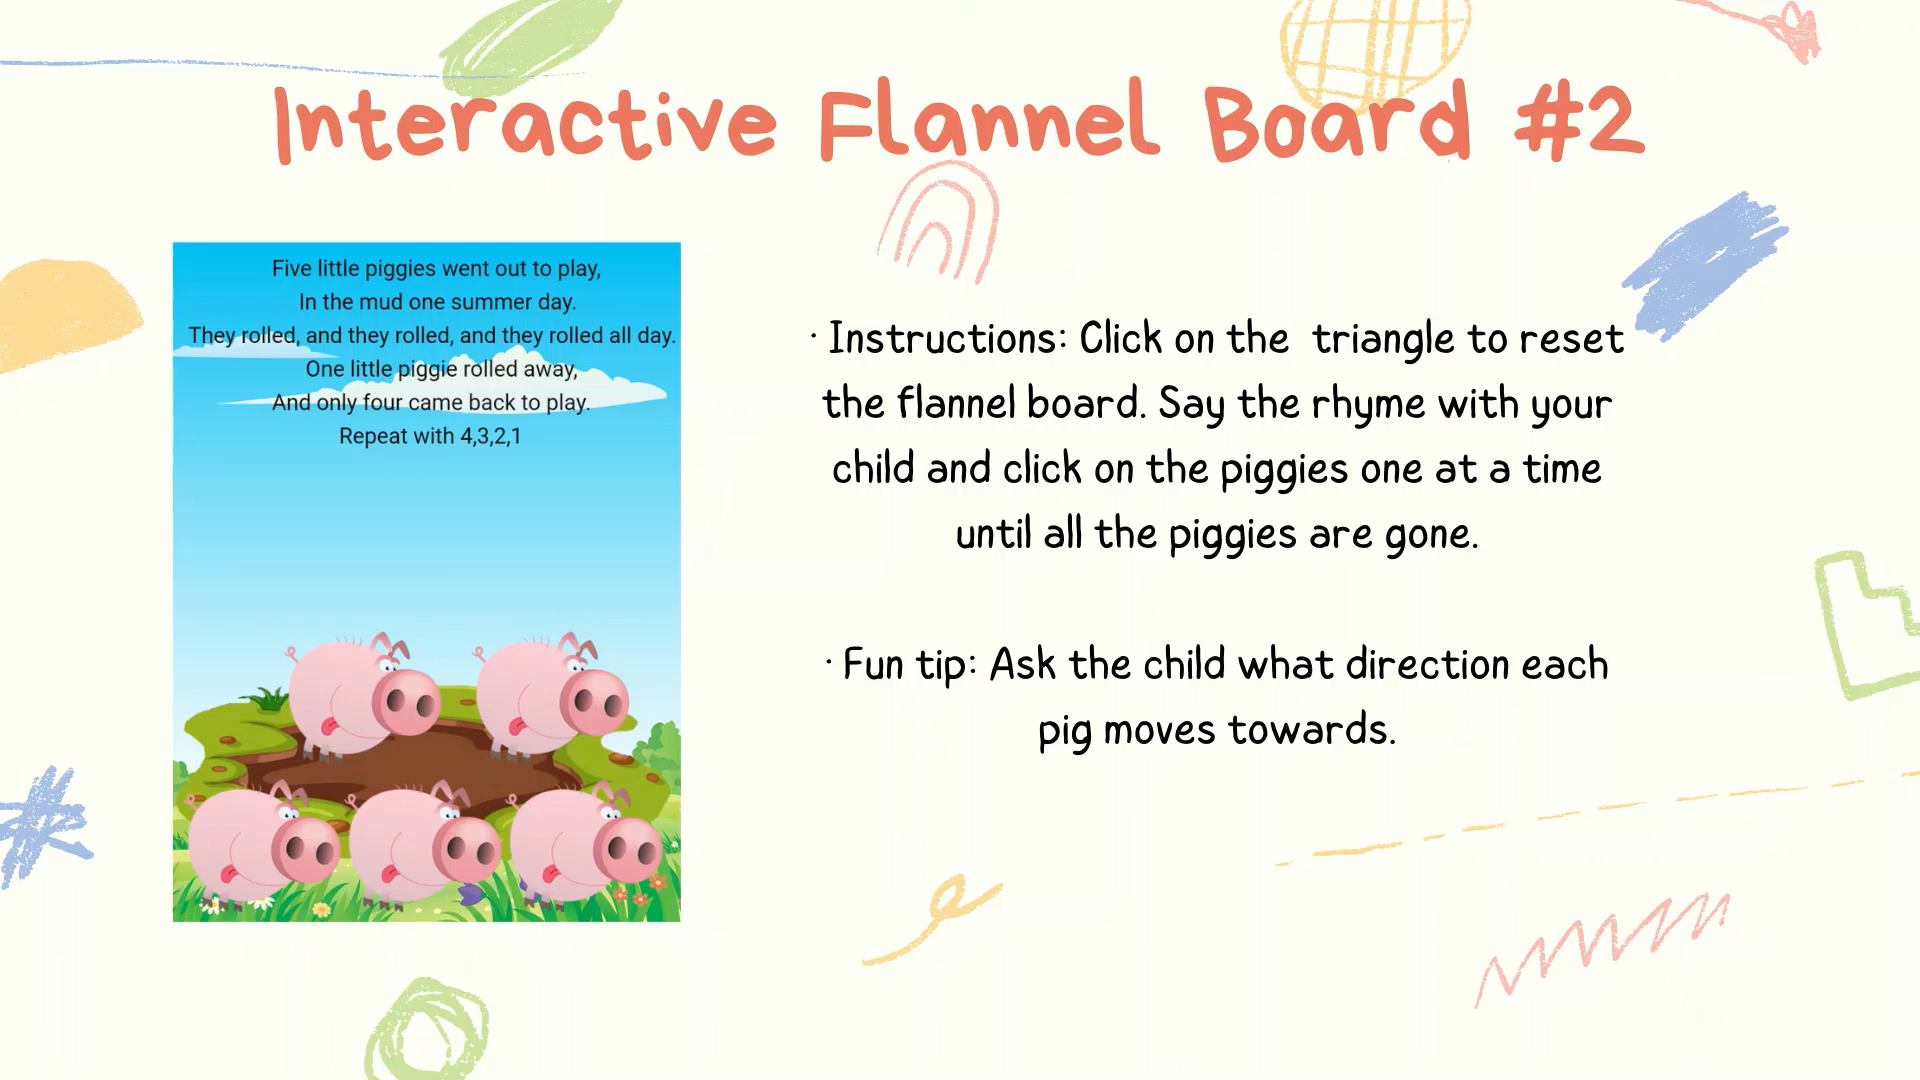 Interactive Flannel Board #2
Five little piggies went out to play,
In the mud one summer day.
They rolled, and they rolled, and they rolled all day.
One little piggie rolled away,
And only four came back to play.
Repeat with 4,3,2,1
· Instructions: Click on the triangle to reset
the flannel board. Say the rhyme with your
child and click on the piggies one at a time
until all the piggies are gone.
· Fun tip: Ask the child what direction each
pig moves towards.